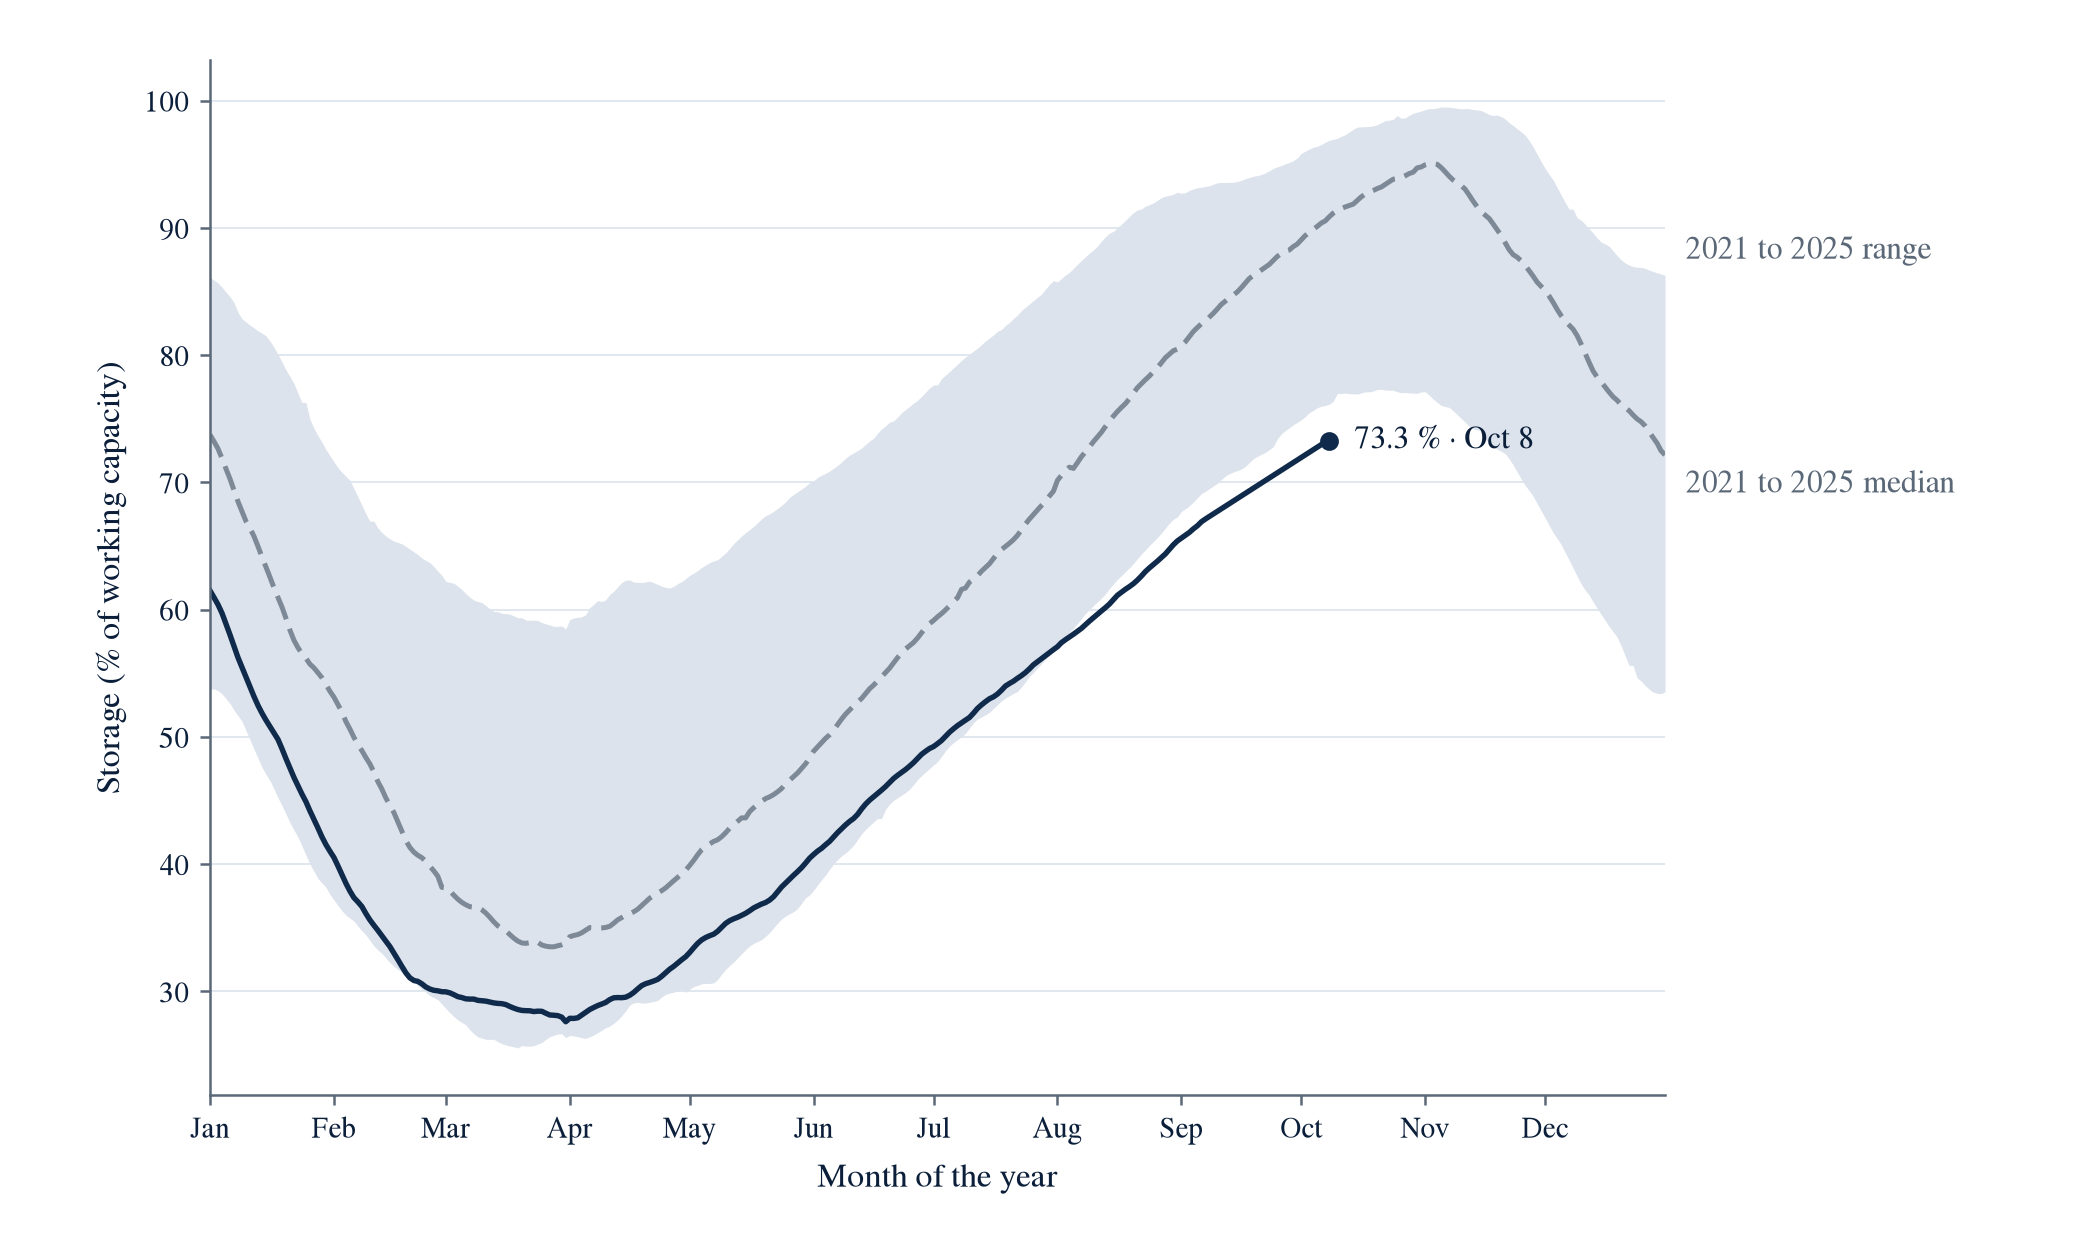 100
90
80
70
60
50
40
30
Storage (% of working capacity)
2021 to 2025 range
73.3 % · Oct 8
2021 to 2025 median
Jan Feb Mar Apr May Jun Jul Aug Sep Oct Nov Dec
Month of the year